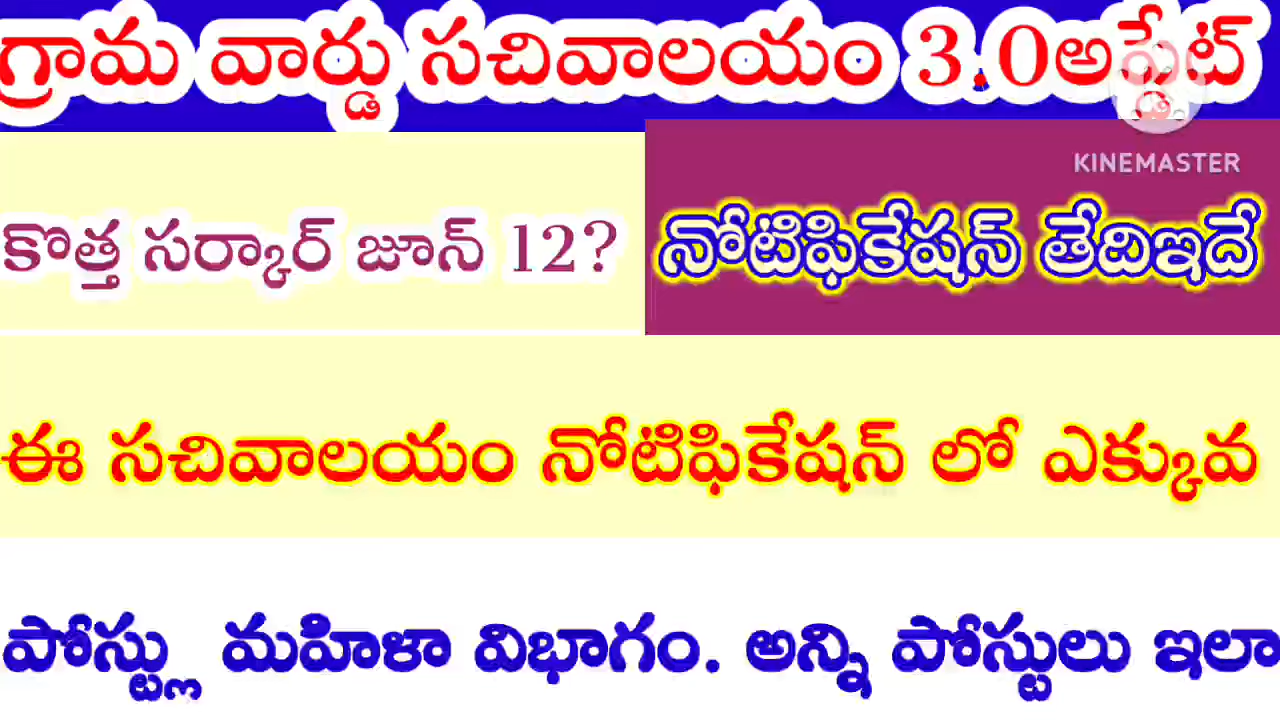 గ్రామ వార్డు సచివాలయం 3.0అప్డేట్
KINEMASTER
కొత్త సర్కార్ జూన్ 12?
నోటిఫికేషన్ తేదిఇదే
ఈ సచివాలయం నోటిఫికేషన్ లో ఎక్కువ
పోస్ట్లు మహిళా విభాగం. అన్ని పోస్టులు ఇలా